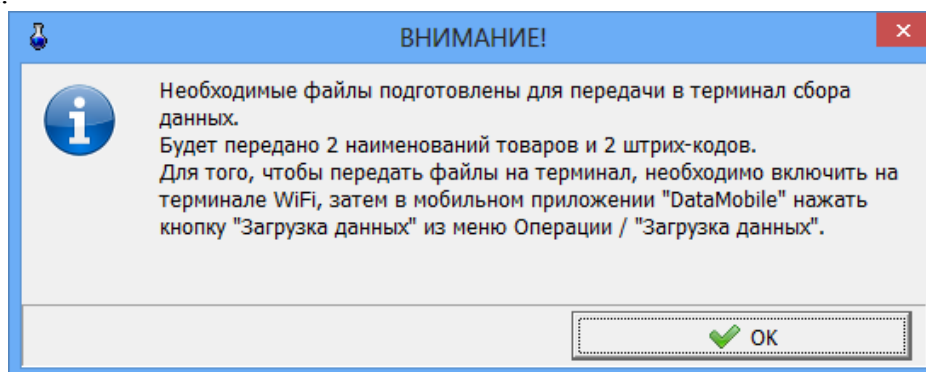 ВНИМАНИЕ!
Необходимые файлы подготовлены для передачи в терминал сбора
данных.
Будет передано 2 наименований товаров и 2 штрих-кодов.
Для того, чтобы передать файлы на терминал, необходимо включить на
терминале WiFi, затем в мобильном приложении "DataMobile" нажать
кнопку "Загрузка данных" из меню Операции / "Загрузка данных".
OK